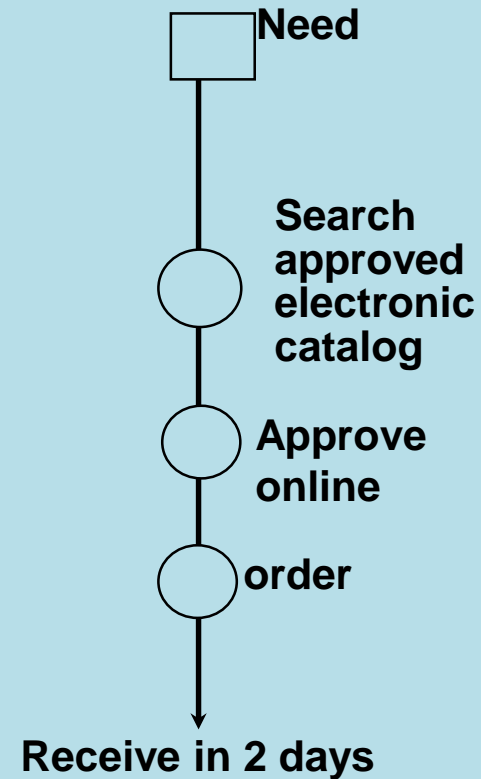 Need
Search
approved
electronic
catalog
Approve
online
order
Receive in 2 days